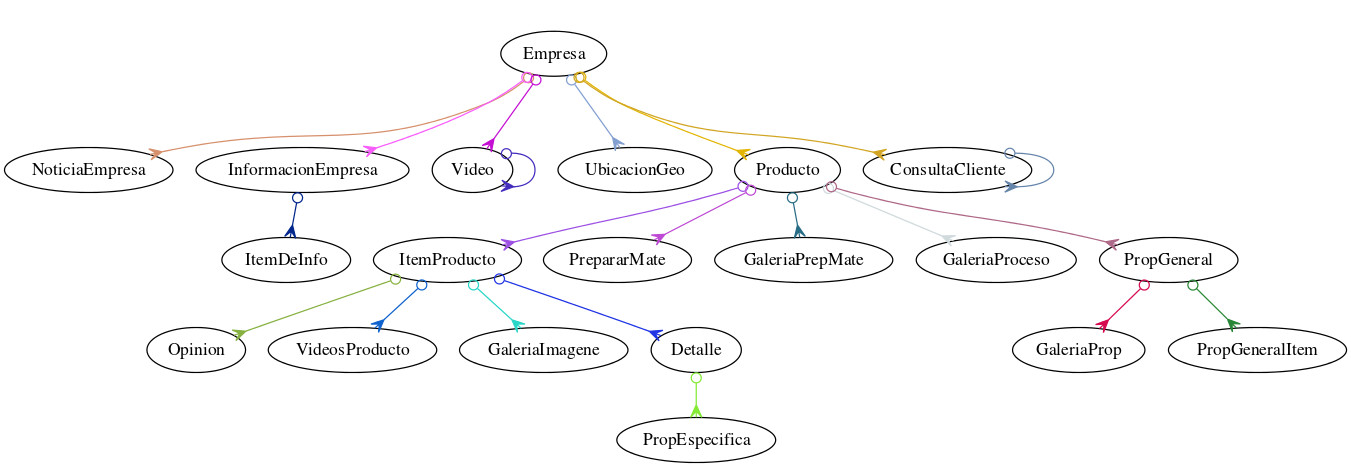 Empresa
NoticiaEmpresa
InformacionEmpresa
Video
UbicacionGeo
Producto
ConsultaCliente
ItemDeInfo
ItemProducto
PrepararMate
GaleriaPrepMate
GaleriaProceso
PropGeneral
Opinion
VideosProducto
GaleriaImagene
Detalle
GaleriaProp
PropGeneralItem
PropEspecifica